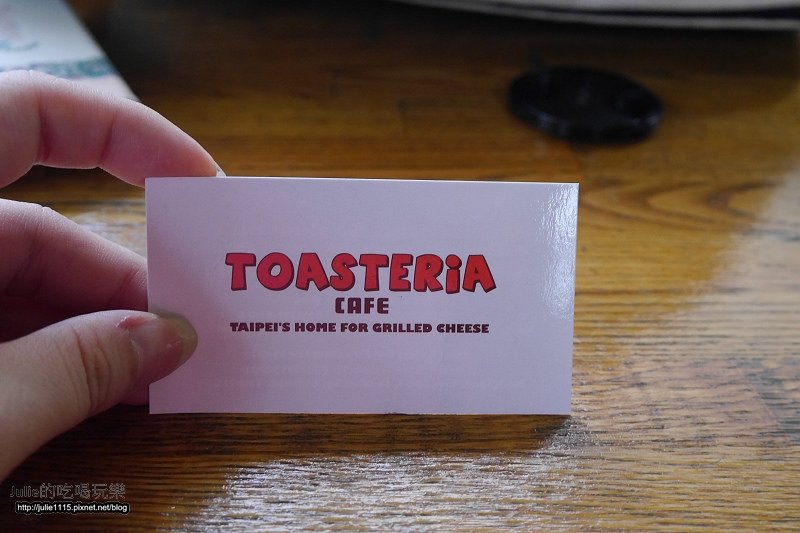 TOASTERiA
CAFE
TAIPEI'S HOME FOR GRILLED CHEESE
Julie的吃喝玩樂
http://julie1115.pixnet.net/blog